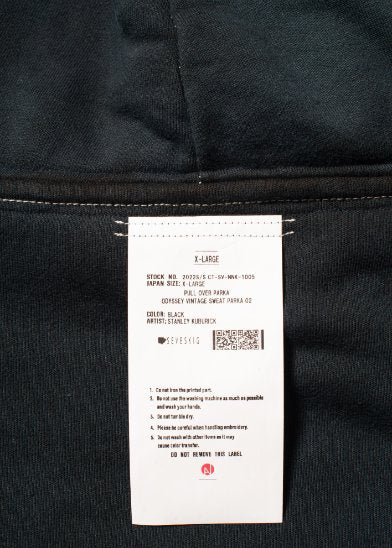 X-LARGE
STOCK NO. 2022S/S CT-SV-NNK-1005
JAPAN SIZE: X-LARGE
PULL OVER PARKA
ODYSSEY VINTAGE SWEAT PARKA 02
COLOR: BLACK
ARTIST: STANLEY KUBURICK
SEVESKIG
1. Do not iron the printed part.
2. Do not use the washing machine as much as possible
and wash your hands.
3. Do not tumble dry.
4. Please be careful when handling embroidery.
5. Do not wash with other items as it may
cause color transfer.
DO NOT REMOVE THIS LABEL